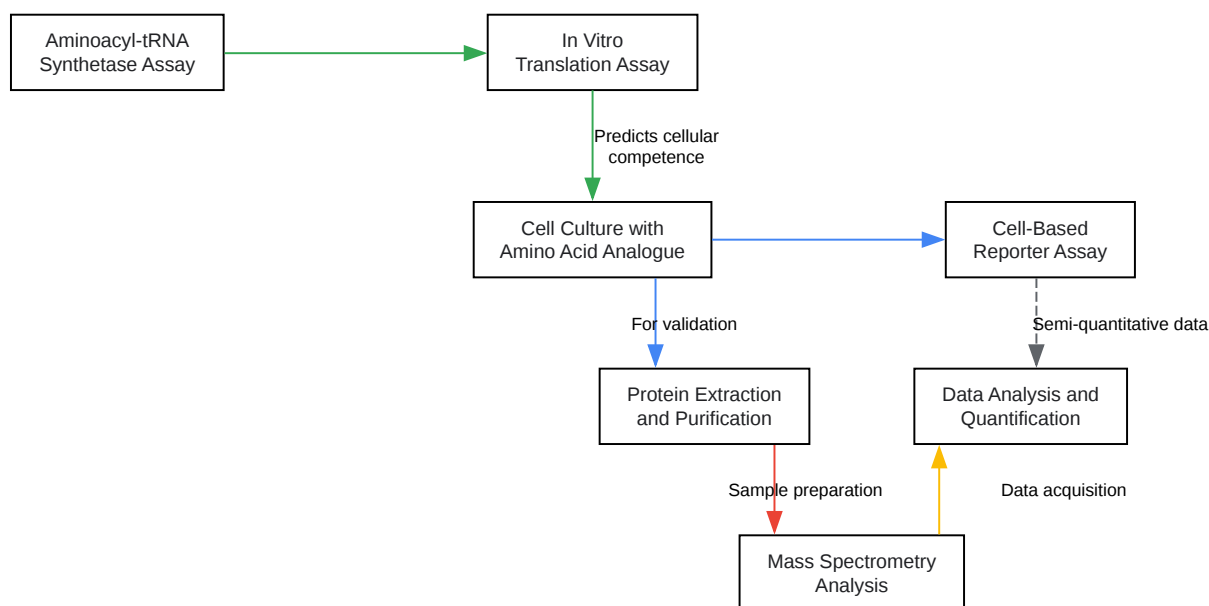 Aminoacyl-tRNA
Synthetase Assay
In Vitro
Translation Assay
Predicts cellular
competence
Cell Culture with
Amino Acid Analogue
Cell-Based
Reporter Assay
For validation
Semi-quantitative data
Protein Extraction
and Purification
Data Analysis and
Quantification
Sample preparation
Data acquisition
Mass Spectrometry
Analysis